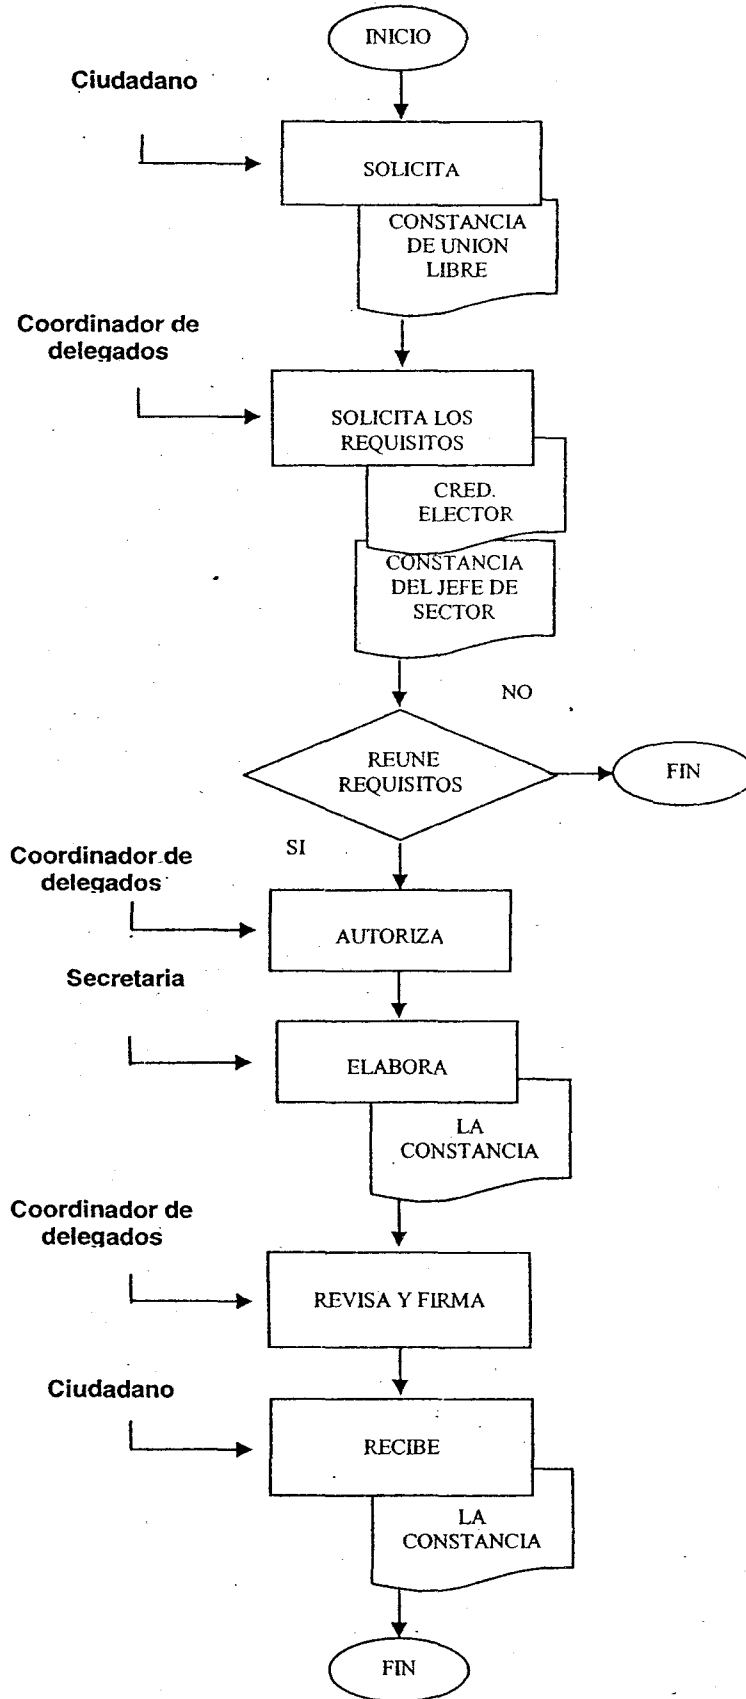 INICIO
Ciudadano
SOLICITA
CONSTANCIA
DE UNION
LIBRE
Coordinador de
delegados
SOLICITA LOS
REQUISITOS
CRED.
ELECTOR
CONSTANCIA
DEL JEFE DE
SECTOR
NO
REUNE
REQUISITOS
FIN
SI
Coordinador de
delegados
AUTORIZA
Secretaria
ELABORA
LA
CONSTANCIA
Coordinador de
delegados
REVISA Y FIRMA
Ciudadano
RECIBE
LA
CONSTANCIA
FIN